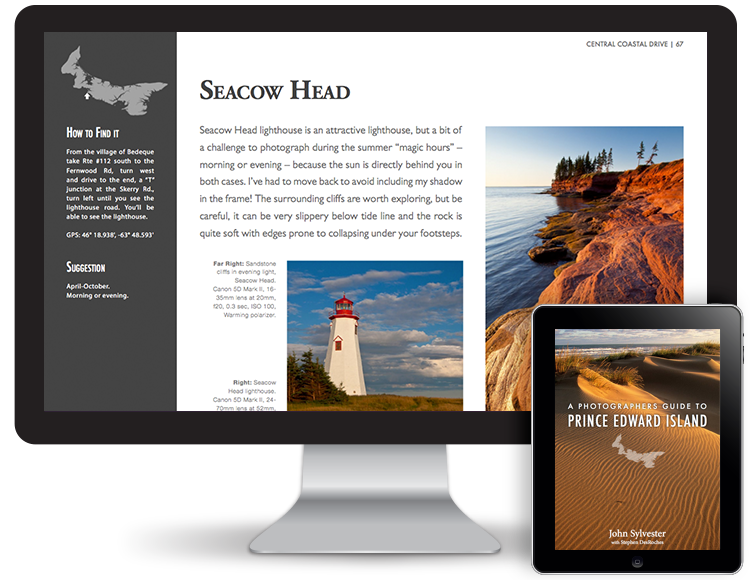 CENTRAL COASTAL DRIVE | 67
SEACOW HEAD
HOW TO FIND IT
From the village of Bedeque
take Rte #112 south to the
Fernwood Rd, turn west
and drive to the end, a "T"
junction at the Skerry Rd.,
turn left until you see the
lighthouse road. You'll be
able to see the lighthouse.
GPS: 46° 18.938', -63° 48.593'
SUGGESTION
April-October.
Morning or evening.
Seacow Head lighthouse is an attractive lighthouse, but a bit of
a challenge to photograph during the summer “magic hours” –
morning or evening – because the sun is directly behind you in
both cases. I’ve had to move back to avoid including my shadow
in the frame! The surrounding cliffs are worth exploring, but be
careful, it can be very slippery below tide line and the rock is
quite soft with edges prone to collapsing under your footsteps.
Far Right: Sandstone
cliffs in evening light,
Seacow Head.
Canon 5D Mark II, 16-
35mm lens at 20mm,
f20, 0.3 sec, ISO 100,
Warming polarizer.
Right: Seacow
Head lighthouse.
Canon 5D Mark II, 24-
70mm lens at 52mm,
A PHOTOGRAPHERS GUIDE TO
PRINCE EDWARD ISLAND
John Sylvester
with Stephen DesRoches